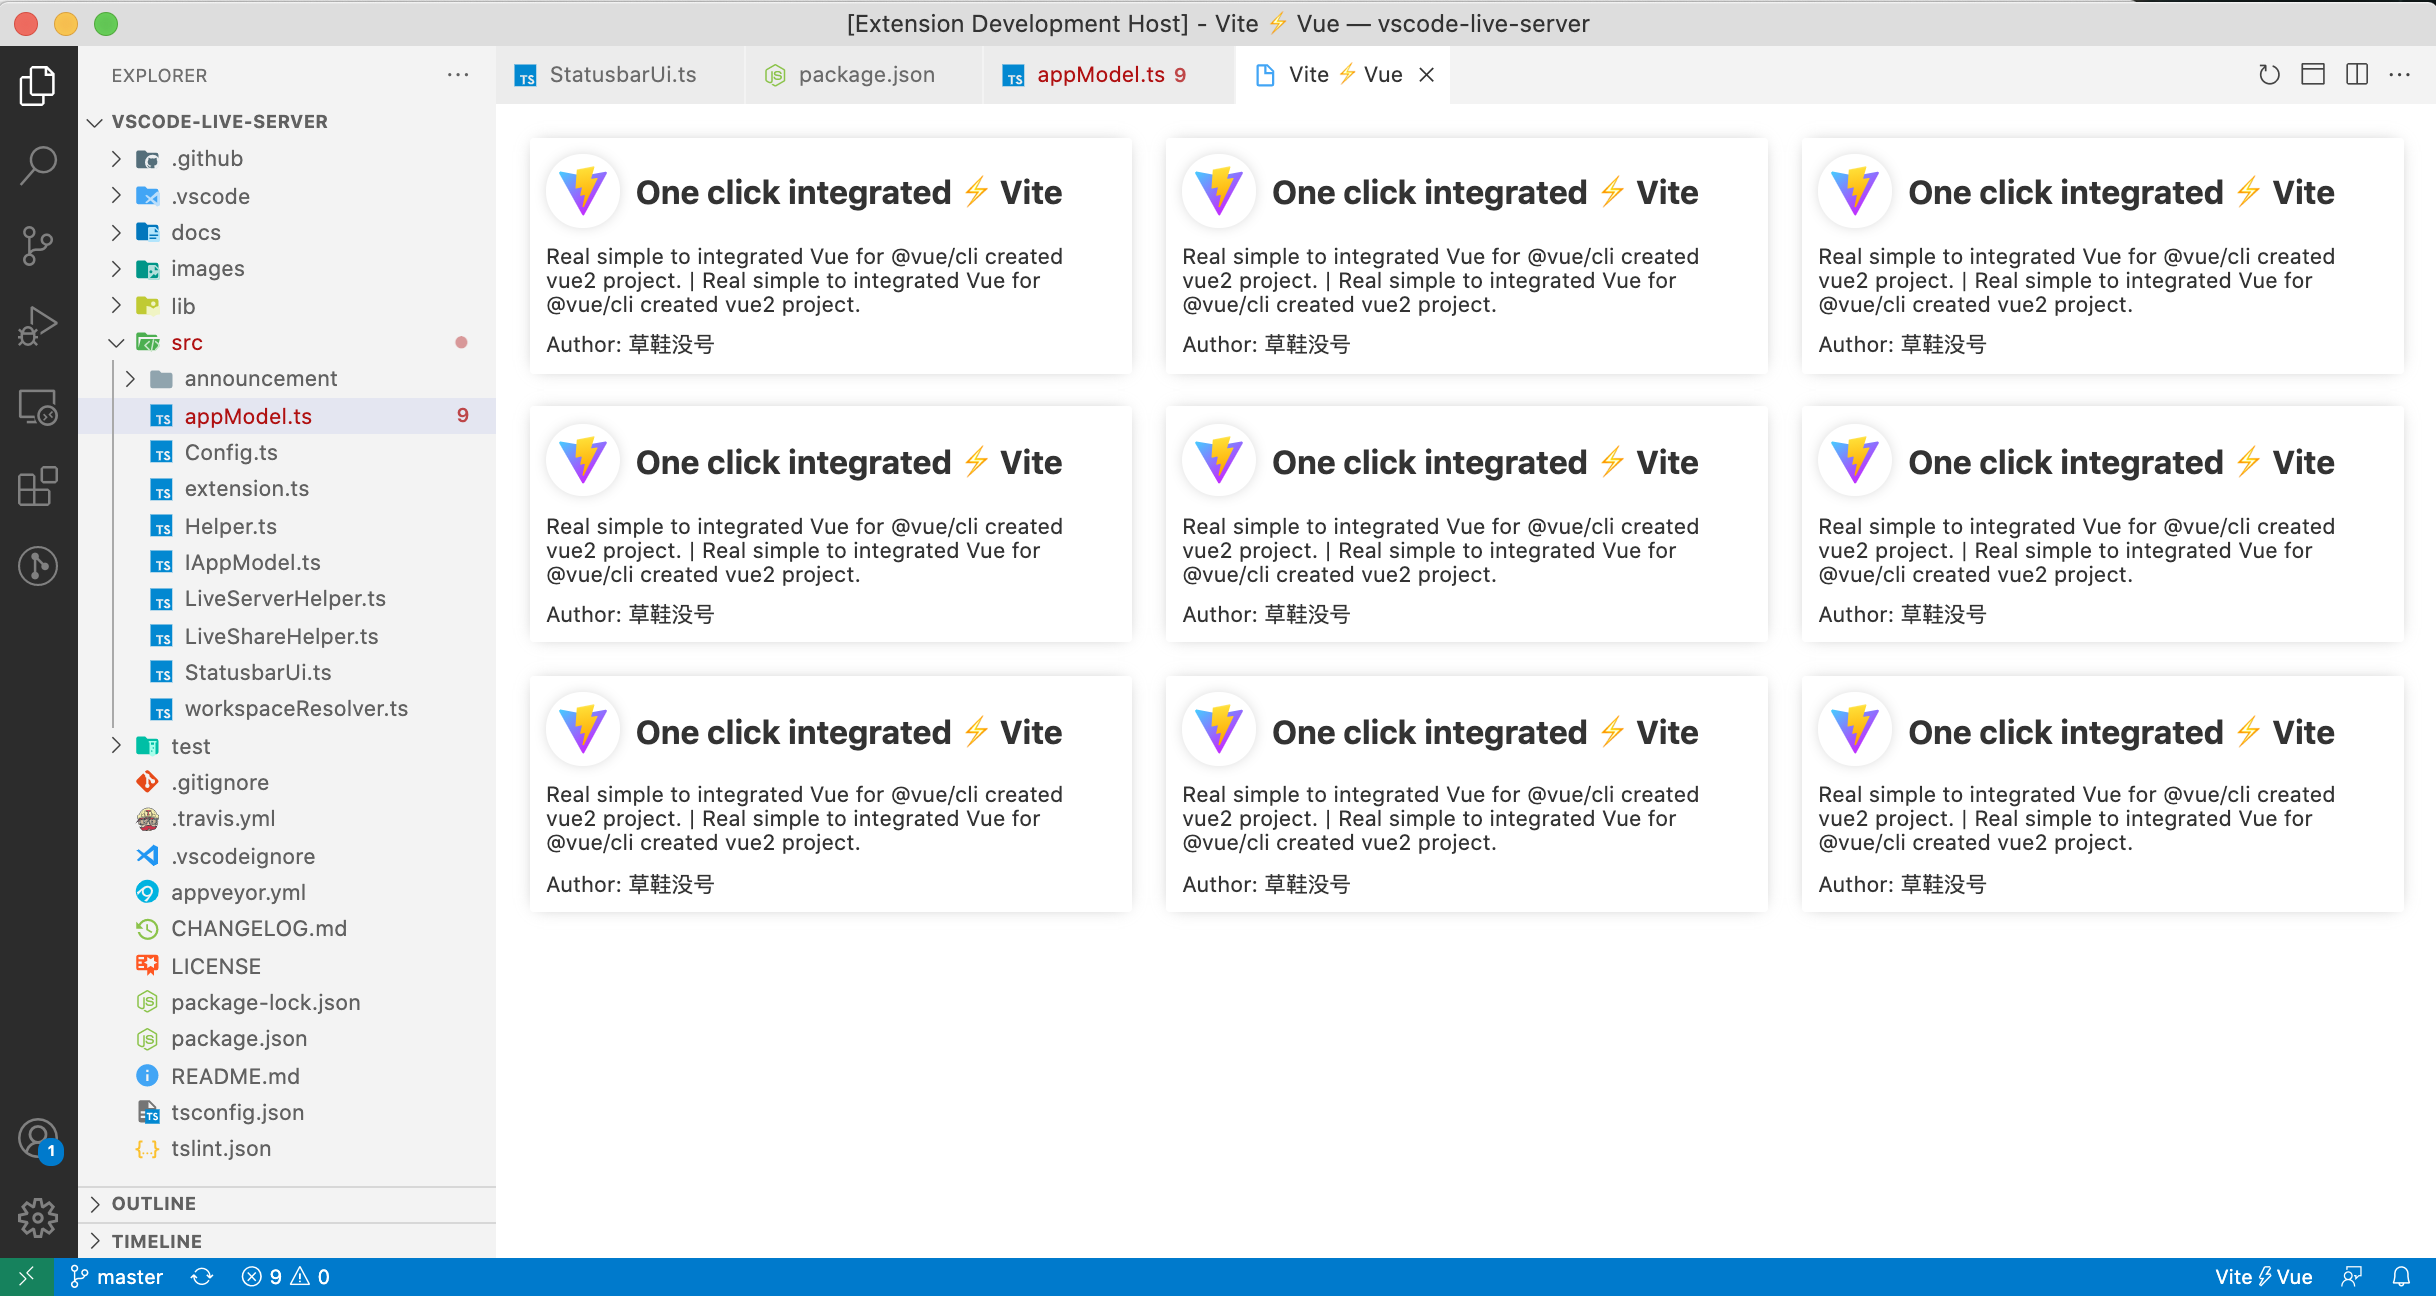 [Extension Development Host] - Vite ⚡ Vue — vscode-live-server
EXPLORER
StatusbarUi.ts
package.json
appModel.ts 9
Vite ⚡ Vue
VSCODE-LIVE-SERVER
.github
.vscode
docs
images
lib
src
announcement
appModel.ts 9
Config.ts
extension.ts
Helper.ts
IAppModel.ts
LiveServerHelper.ts
LiveShareHelper.ts
StatusbarUi.ts
workspaceResolver.ts
test
.gitignore
.travis.yml
.vscodeignore
appveyor.yml
CHANGELOG.md
LICENSE
package-lock.json
package.json
README.md
tsconfig.json
tslint.json
OUTLINE
TIMELINE
1
One click integrated ⚡ Vite
Real simple to integrated Vue for @vue/cli created
vue2 project. | Real simple to integrated Vue for
@vue/cli created vue2 project.
Author: 草鞋没号
One click integrated ⚡ Vite
Real simple to integrated Vue for @vue/cli created
vue2 project. | Real simple to integrated Vue for
@vue/cli created vue2 project.
Author: 草鞋没号
One click integrated ⚡ Vite
Real simple to integrated Vue for @vue/cli created
vue2 project. | Real simple to integrated Vue for
@vue/cli created vue2 project.
Author: 草鞋没号
One click integrated ⚡ Vite
Real simple to integrated Vue for @vue/cli created
vue2 project. | Real simple to integrated Vue for
@vue/cli created vue2 project.
Author: 草鞋没号
One click integrated ⚡ Vite
Real simple to integrated Vue for @vue/cli created
vue2 project. | Real simple to integrated Vue for
@vue/cli created vue2 project.
Author: 草鞋没号
One click integrated ⚡ Vite
Real simple to integrated Vue for @vue/cli created
vue2 project. | Real simple to integrated Vue for
@vue/cli created vue2 project.
Author: 草鞋没号
One click integrated ⚡ Vite
Real simple to integrated Vue for @vue/cli created
vue2 project. | Real simple to integrated Vue for
@vue/cli created vue2 project.
Author: 草鞋没号
One click integrated ⚡ Vite
Real simple to integrated Vue for @vue/cli created
vue2 project. | Real simple to integrated Vue for
@vue/cli created vue2 project.
Author: 草鞋没号
One click integrated ⚡ Vite
Real simple to integrated Vue for @vue/cli created
vue2 project. | Real simple to integrated Vue for
@vue/cli created vue2 project.
Author: 草鞋没号
master
9
0
Vite ⚡ Vue